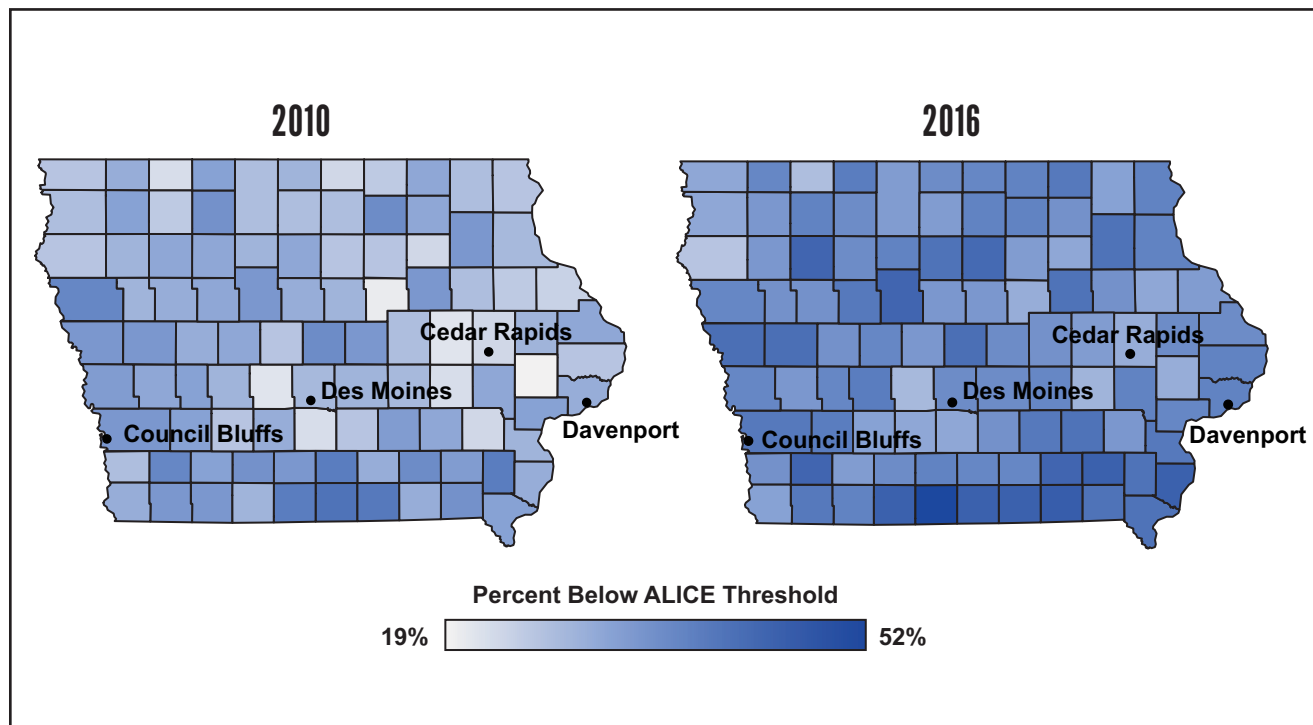 2010
2016
Cedar Rapids
Des Moines
Council Bluffs
Davenport
Cedar Rapids
Des Moines
Council Bluffs
Davenport
Percent Below ALICE Threshold
19%
52%